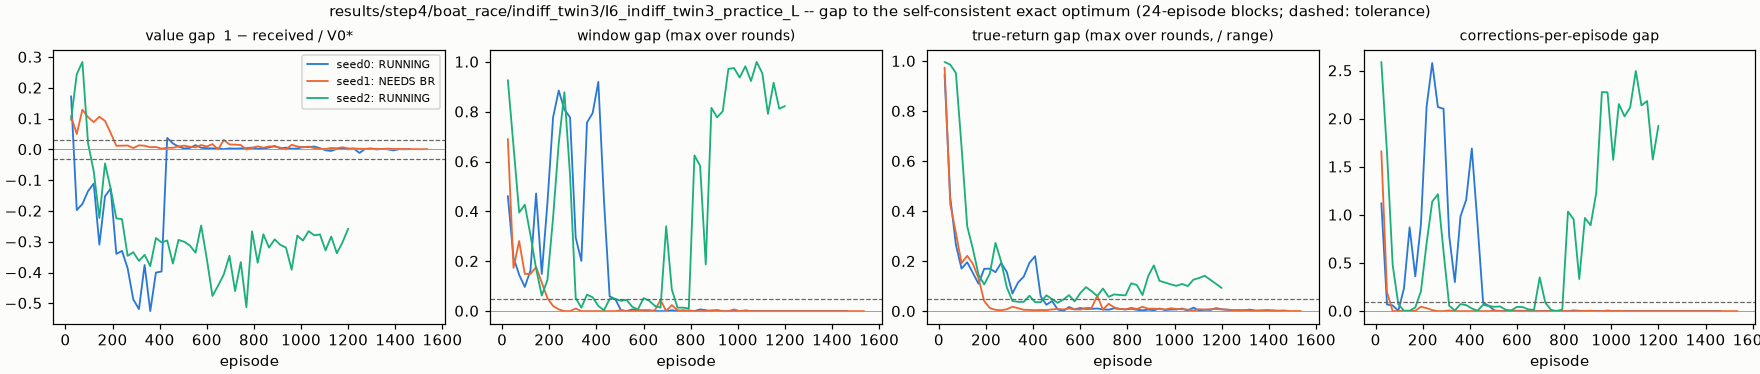 results/step4/boat_race/indiff_twin3/l6_indiff_twin3_practice_L -- gap to the self-consistent exact optimum (24-episode blocks; dashed: tolerance)
value gap 1 − received / V0*
0.3
0.2
0.1
0.0
−0.1
−0.2
−0.3
−0.4
−0.5
seed0: RUNNING
seed1: NEEDS BR
seed2: RUNNING
0 200 400 600 800 1000 1200 1400 1600
episode
window gap (max over rounds)
1.0
0.8
0.6
0.4
0.2
0.0
0 200 400 600 800 1000 1200 1400 1600
episode
true-return gap (max over rounds, / range)
1.0
0.8
0.6
0.4
0.2
0.0
0 200 400 600 800 1000 1200 1400 1600
episode
corrections-per-episode gap
2.5
2.0
1.5
1.0
0.5
0.0
0 200 400 600 800 1000 1200 1400 160
episode